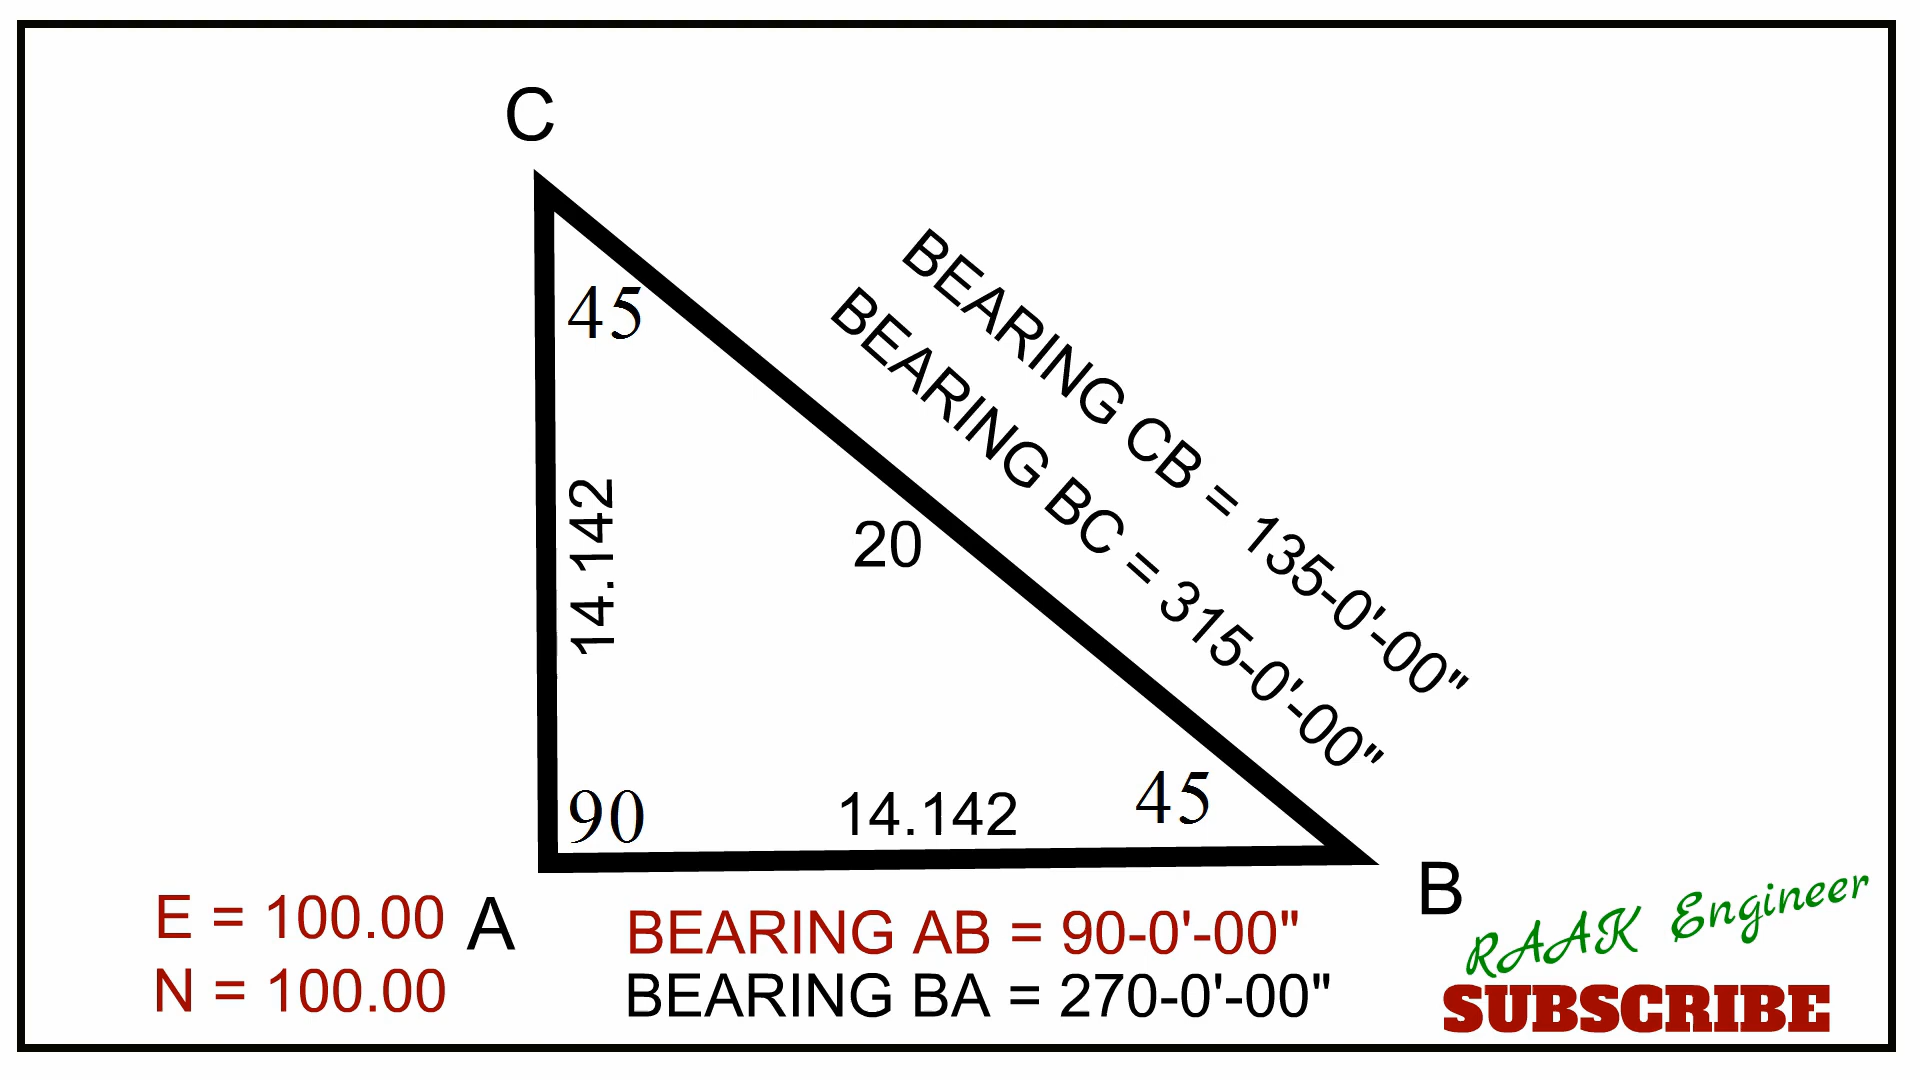 C
BEARING CB = 135-0'-00"
BEARING BC = 315-0'-00"
45
14.142
20
90
14.142
45
E = 100.00
N = 100.00
A
BEARING AB = 90-0'-00"
BEARING BA = 270-0'-00"
B
RAAK Engineer
SUBSCRIBE